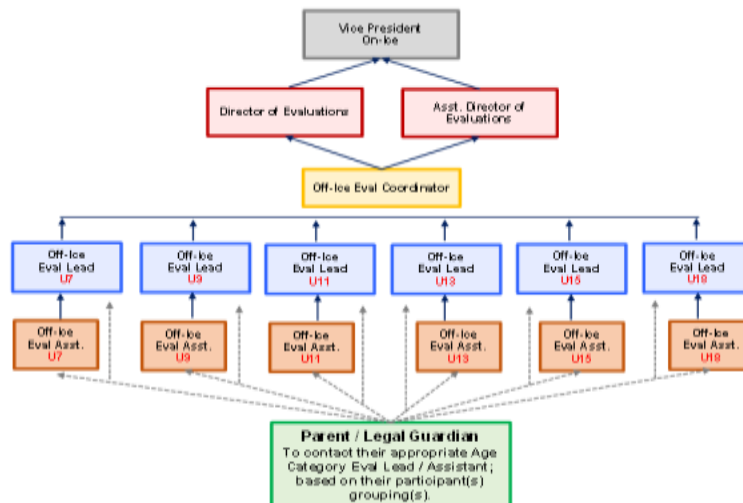 Vice President
On-Ice
Director of Evaluations
Asst. Director of
Evaluations
Off-Ice Eval Coordinator
Off-Ice
Eval Lead
U7
Off-Ice
Eval Lead
U9
Off-Ice
Eval Lead
U11
Off-Ice
Eval Lead
U13
Off-Ice
Eval Lead
U15
Off-Ice
Eval Lead
U18
Off-Ice
Eval Asst.
U7
Off-Ice
Eval Asst.
U9
Off-Ice
Eval Asst.
U11
Off-Ice
Eval Asst.
U13
Off-Ice
Eval Asst.
U15
Off-Ice
Eval Asst.
U18
Parent / Legal Guardian
To contact their appropriate Age
Category Eval Lead / Assistant;
based on their participant(s)
grouping(s).